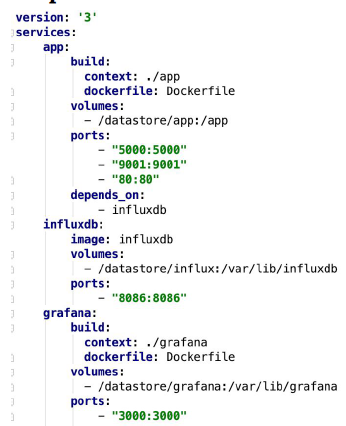 version: '3'
services:
    app:
        build:
          context: ./app
          dockerfile: Dockerfile
        volumes:
          - /datastore/app:/app
        ports:
            - "5000:5000"
            - "9001:9001"
            - "80:80"
        depends_on:
            - influxdb
    influxdb:
        image: influxdb
        volumes:
          - /datastore/influx:/var/lib/influxdb
        ports:
            - "8086:8086"
    grafana:
        build:
          context: ./grafana
          dockerfile: Dockerfile
        volumes:
          - /datastore/grafana:/var/lib/grafana
        ports:
            - "3000:3000"